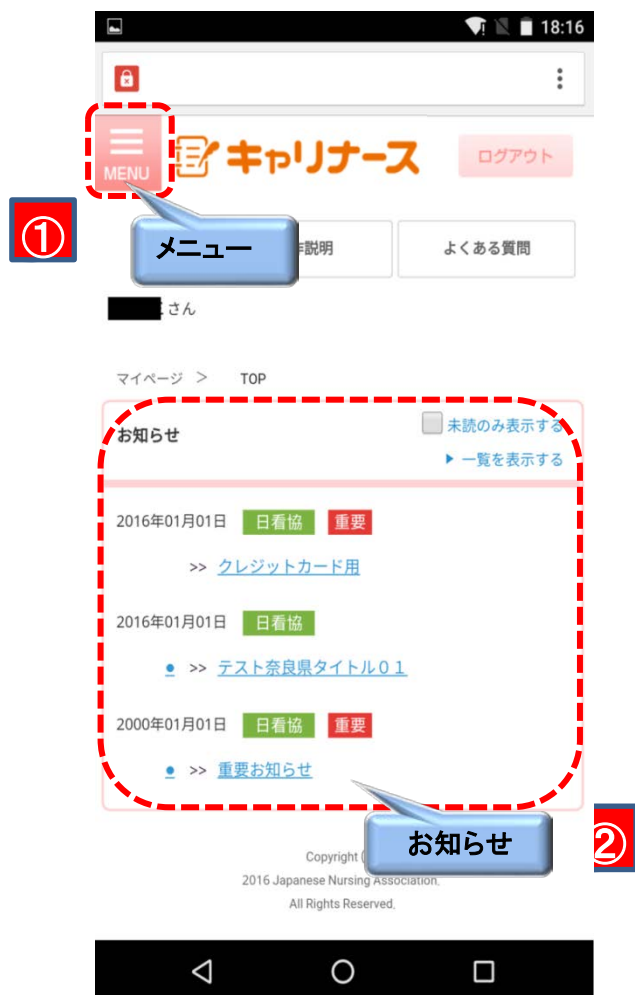 18:16
MENU
キャリナース
ログアウト
①
メニュー
説明
よくある質問
さん
マイページ > TOP
お知らせ
未読のみ表示する
▶ 一覧を表示する
2016年01月01日 日看協 重要
>> クレジットカード用
2016年01月01日 日看協
● >> テスト奈良県タイトル０１
2000年01月01日 日看協 重要
● >> 重要お知らせ
お知らせ
②
Copyright
2016 Japanese Nursing Association.
All Rights Reserved.